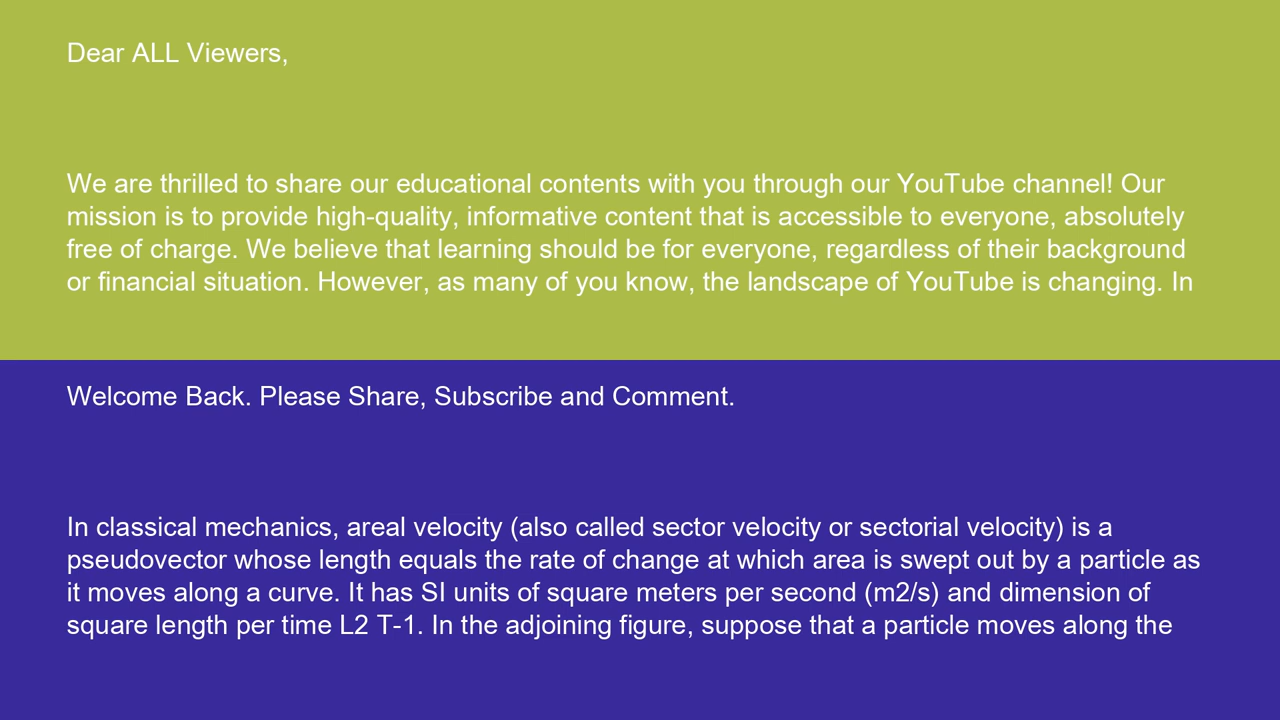 Dear ALL Viewers,
We are thrilled to share our educational contents with you through our YouTube channel! Our
mission is to provide high-quality, informative content that is accessible to everyone, absolutely
free of charge. We believe that learning should be for everyone, regardless of their background
or financial situation. However, as many of you know, the landscape of YouTube is changing. In
Welcome Back. Please Share, Subscribe and Comment.
In classical mechanics, areal velocity (also called sector velocity or sectorial velocity) is a
pseudovector whose length equals the rate of change at which area is swept out by a particle as
it moves along a curve. It has SI units of square meters per second (m2/s) and dimension of
square length per time L2 T-1. In the adjoining figure, suppose that a particle moves along the